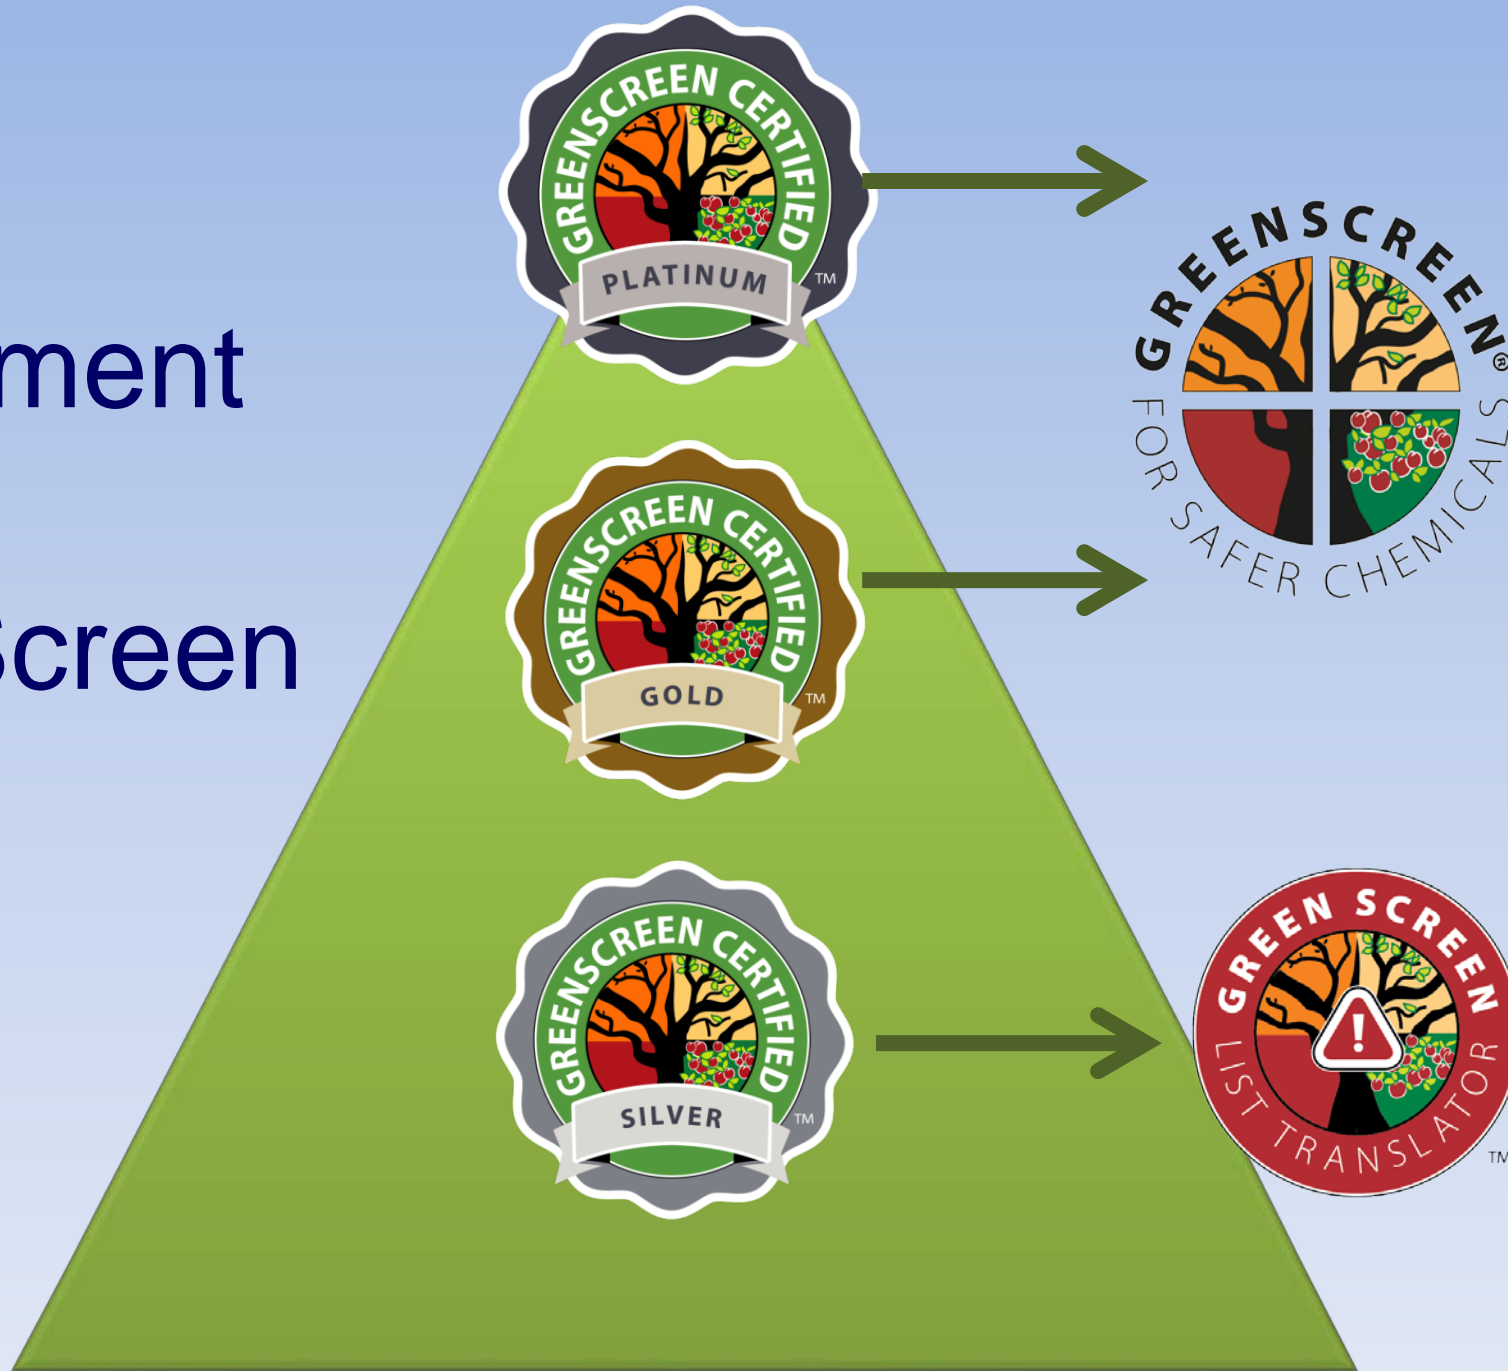 GREENSCREEN CERTIFIED
PLATINUM
TM
GREENSCREEN®
FOR SAFER CHEMICALS
ment
Screen
GREENSCREEN CERTIFIED
GOLD
TM
GREENSCREEN CERTIFIED
SILVER
TM
GREEN SCREEN
LIST TRANSLATOR
TM